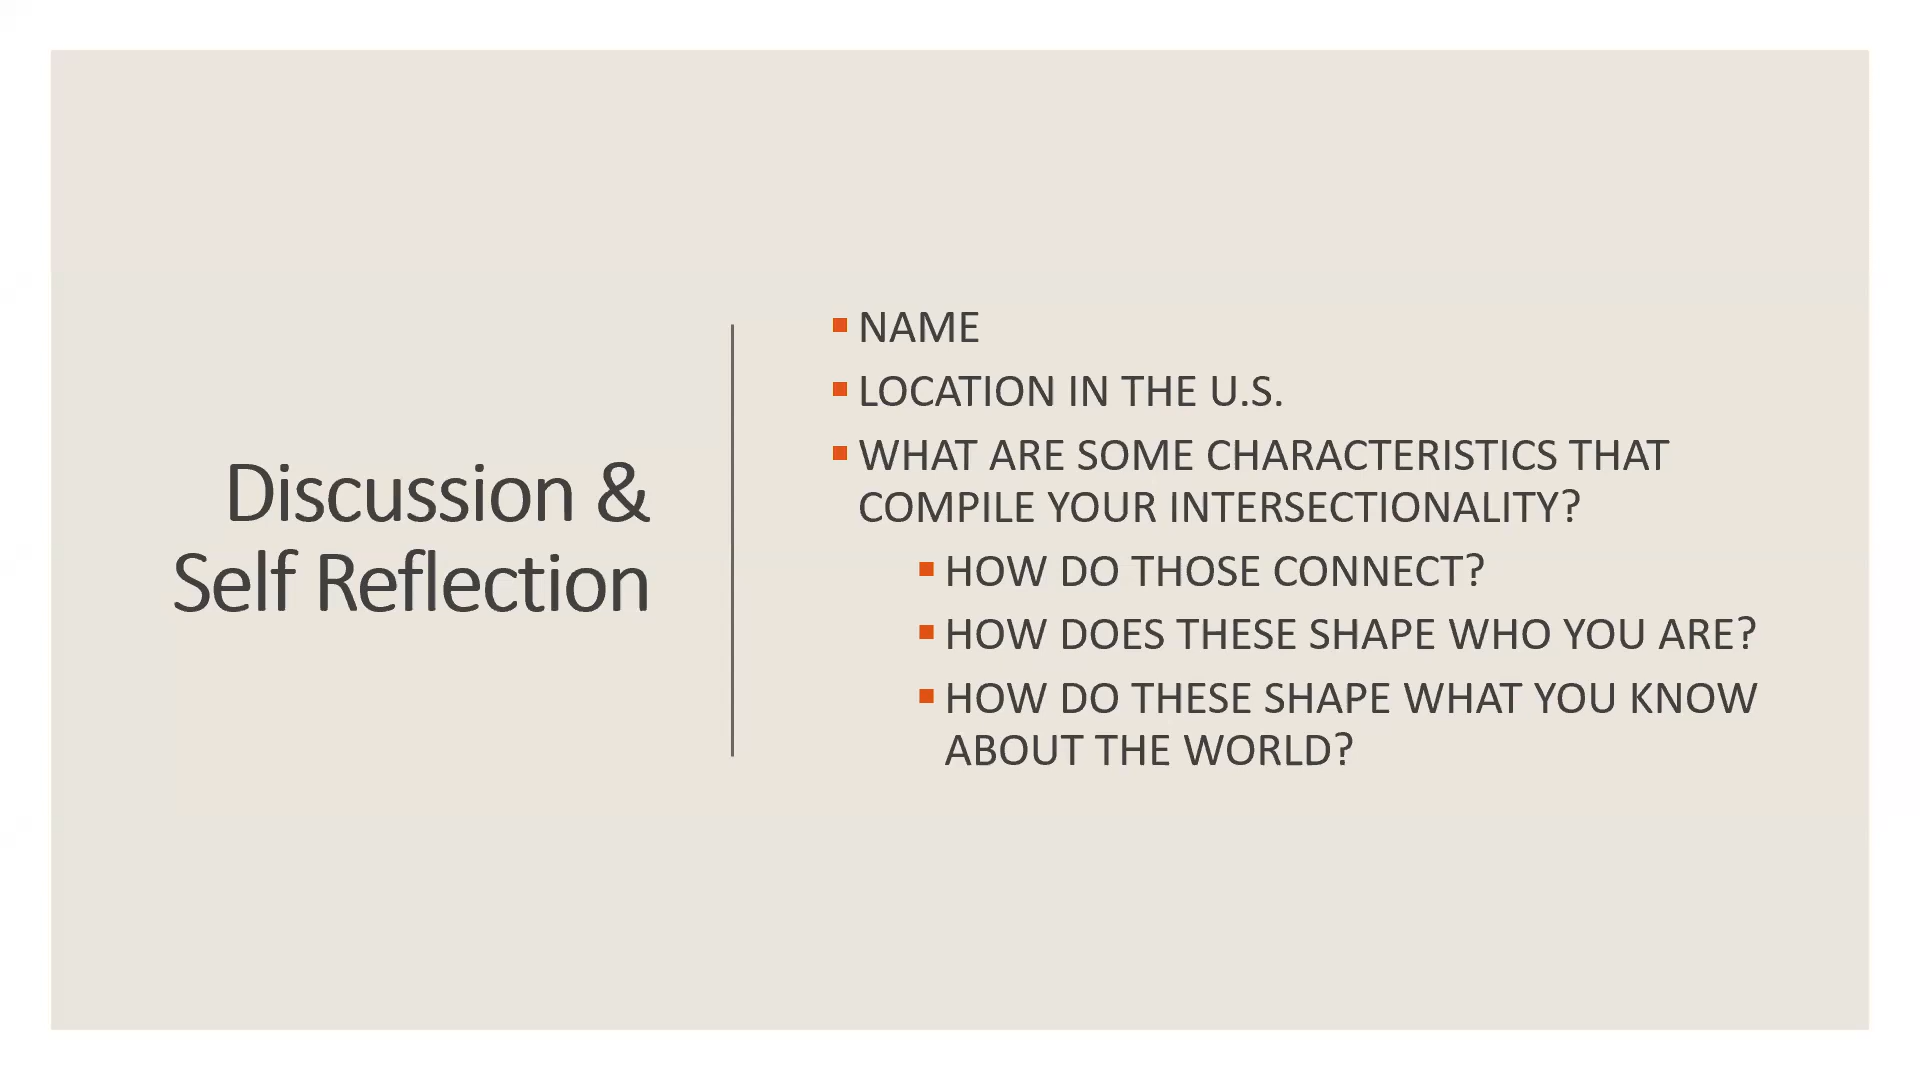 Discussion &
Self Reflection
NAME
LOCATION IN THE U.S.
WHAT ARE SOME CHARACTERISTICS THAT
COMPILE YOUR INTERSECTIONALITY?
HOW DO THOSE CONNECT?
HOW DOES THESE SHAPE WHO YOU ARE?
HOW DO THESE SHAPE WHAT YOU KNOW
ABOUT THE WORLD?